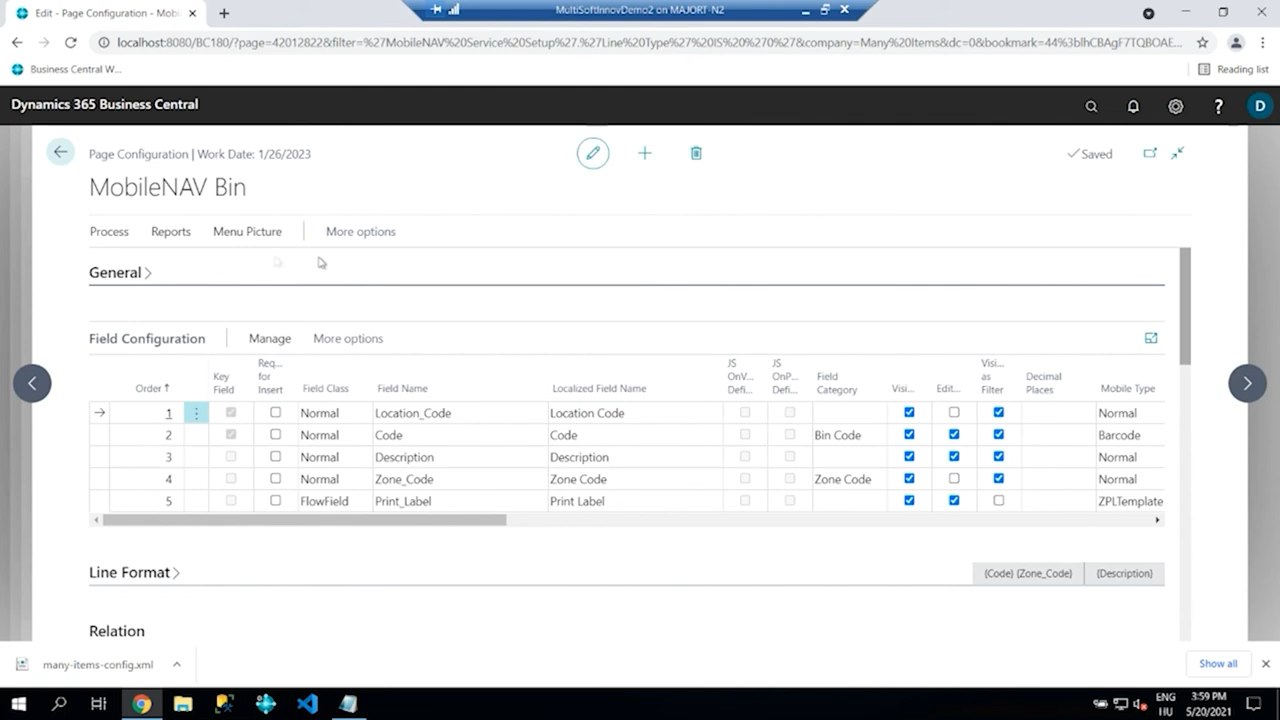 MultiSoftInnovDemo2 on MAJORT-N2
Edit - Page Configuration - Mobi
localhost:8080/BC180/?page=42012822&filter=%27MobileNAV%20Service%20Setup%27.%27Line%20Type%27%20IS%20%270%27&company=Many%20Items&dc=0&bookmark=44%3blhCBAgF7TQBOAE...
Business Central W...
Reading list
Dynamics 365 Business Central
D
Page Configuration | Work Date: 1/26/2023
Saved
MobileNAV Bin
Process Reports Menu Picture More options
General
Field Configuration Manage More options
Order Key Field Req... for Insert Field Class Field Name Localized Field Name JS OnV... Defi... JS OnP... Defi... Field Category Visi... Edit... Visi... as Filter Decimal Places Mobile Type
1 Normal Location_Code Location Code Normal
2 Normal Code Code Bin Code Barcode
3 Normal Description Description Normal
4 Normal Zone_Code Zone Code Zone Code Normal
5 FlowField Print_Label Print Label ZPLTemplate
Line Format {Code} {Zone_Code} {Description}
Relation
many-items-config.xml
Show all
ENG 3:59 PM
HU 5/20/2021